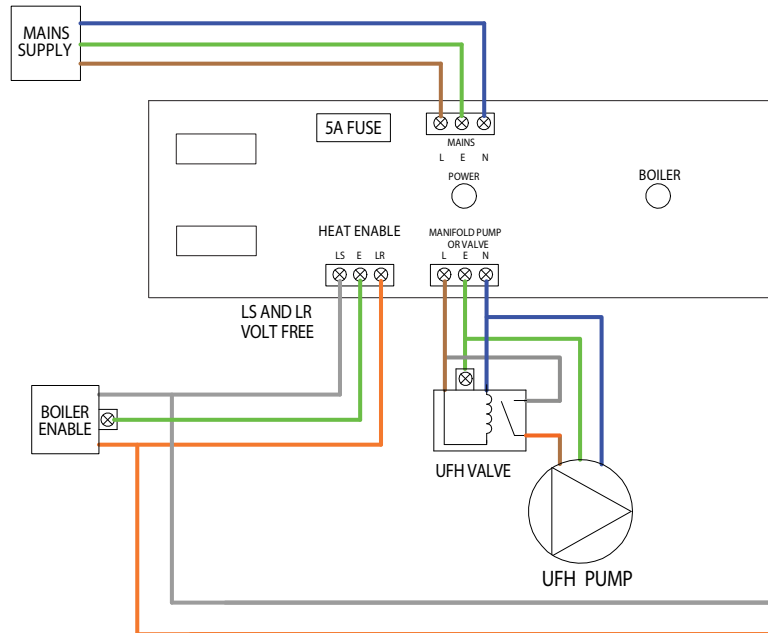 MAINS
SUPPLY
5A FUSE
MAINS
L E N
POWER
BOILER
HEAT ENABLE
MANIFOLD PUMP
OR VALVE
LS E LR
L E N
LS AND LR
VOLT FREE
BOILER
ENABLE
UFH VALVE
UFH PUMP